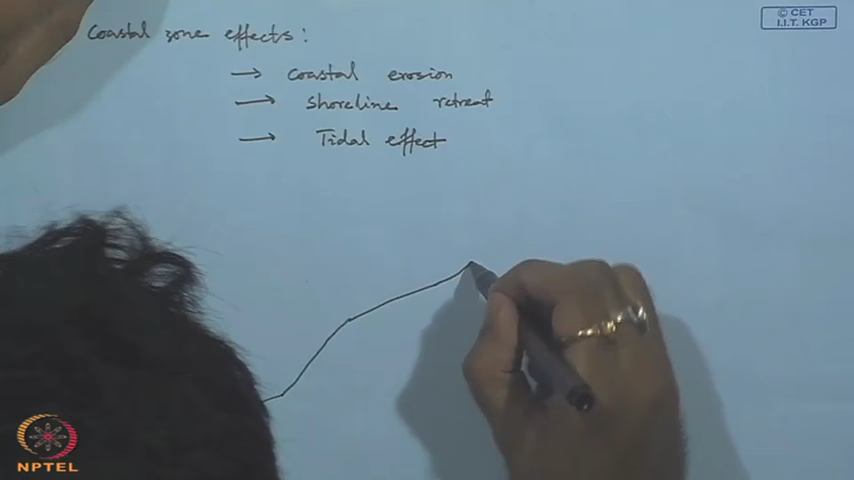 Coastal zone effects:
© CET
I.I.T. KGP
→ coastal erosion
→ shoreline retreat
→ Tidal effect
NPTEL